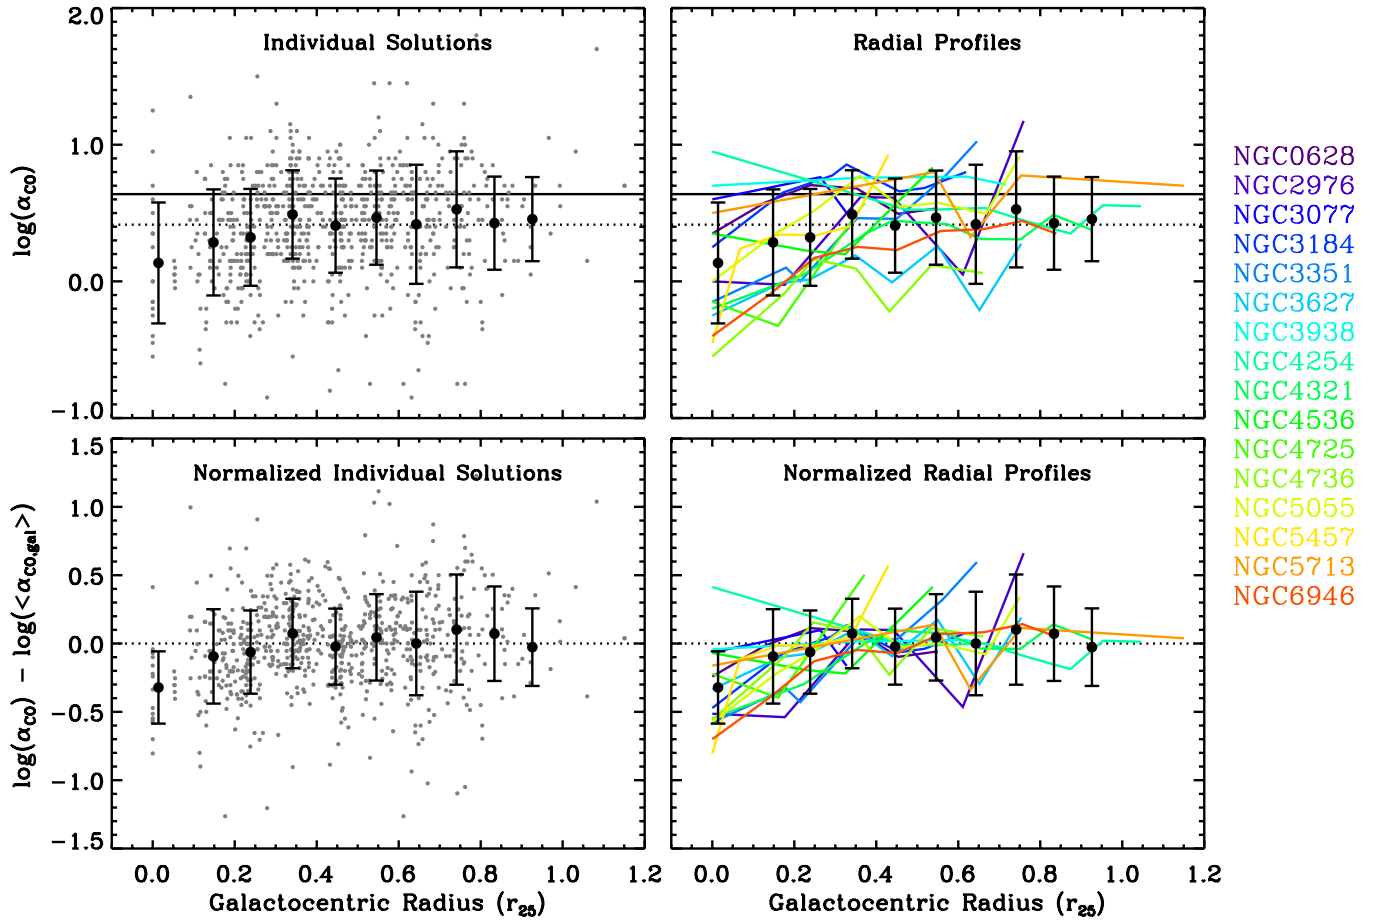 2.0
1.0
0.0
−1.0
log(αCO)
Individual Solutions
Radial Profiles
1.5
1.0
0.5
0.0
−0.5
−1.0
−1.5
log(αCO) − log(<αCO,gal>)
Normalized Individual Solutions
Normalized Radial Profiles
0.0 0.2 0.4 0.6 0.8 1.0 1.2
Galactocentric Radius (r25)
0.0 0.2 0.4 0.6 0.8 1.0 1.2
Galactocentric Radius (r25)
NGC0628
NGC2976
NGC3077
NGC3184
NGC3351
NGC3627
NGC3938
NGC4254
NGC4321
NGC4536
NGC4725
NGC4736
NGC5055
NGC5457
NGC5713
NGC6946